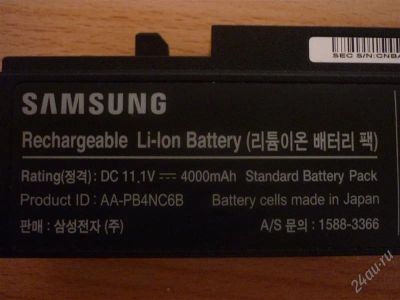 SEC S/N:CNBA
SAMSUNG
Rechargeable Li-Ion Battery (리튬이온 배터리 팩)
Rating(정격): DC 11.1V⎓ 4000mAh Standard Battery Pack
Product ID : AA-PB4NC6B Battery cells made in Japan
판매 : 삼성전자 (주) A/S 문의 : 1588-3366
24au.ru